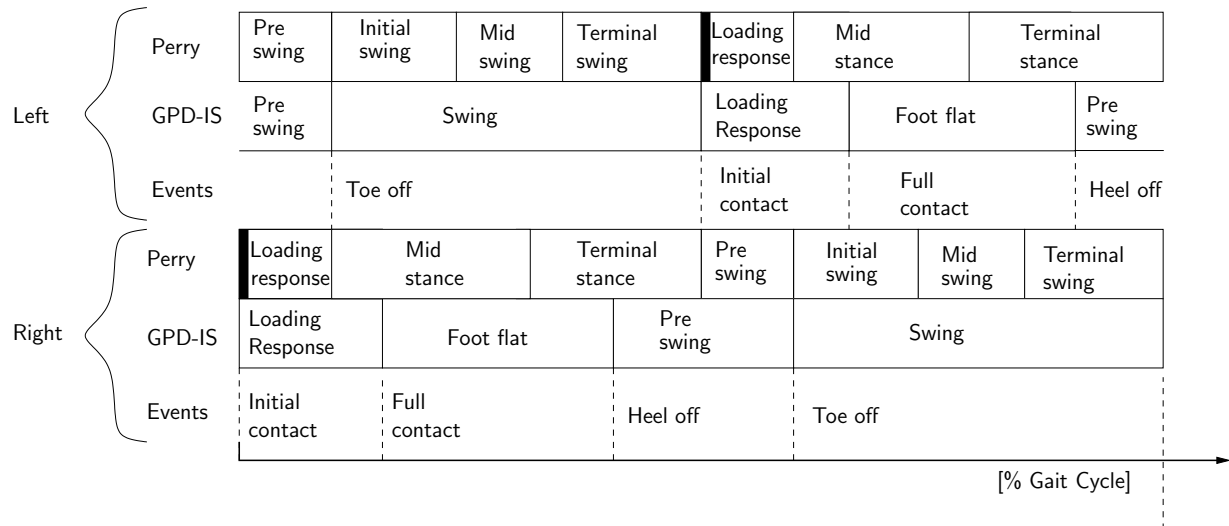 Left
Perry
Pre
swing
Initial
swing
Mid
swing
Terminal
swing
Loading
response
Mid
stance
Terminal
stance
GPD-IS
Pre
swing
Swing
Loading
Response
Foot flat
Pre
swing
Events
Toe off
Initial
contact
Full
contact
Heel off
Right
Perry
Loading
response
Mid
stance
Terminal
stance
Pre
swing
Initial
swing
Mid
swing
Terminal
swing
GPD-IS
Loading
Response
Foot flat
Pre
swing
Swing
Events
Initial
contact
Full
contact
Heel off
Toe off
[% Gait Cycle]